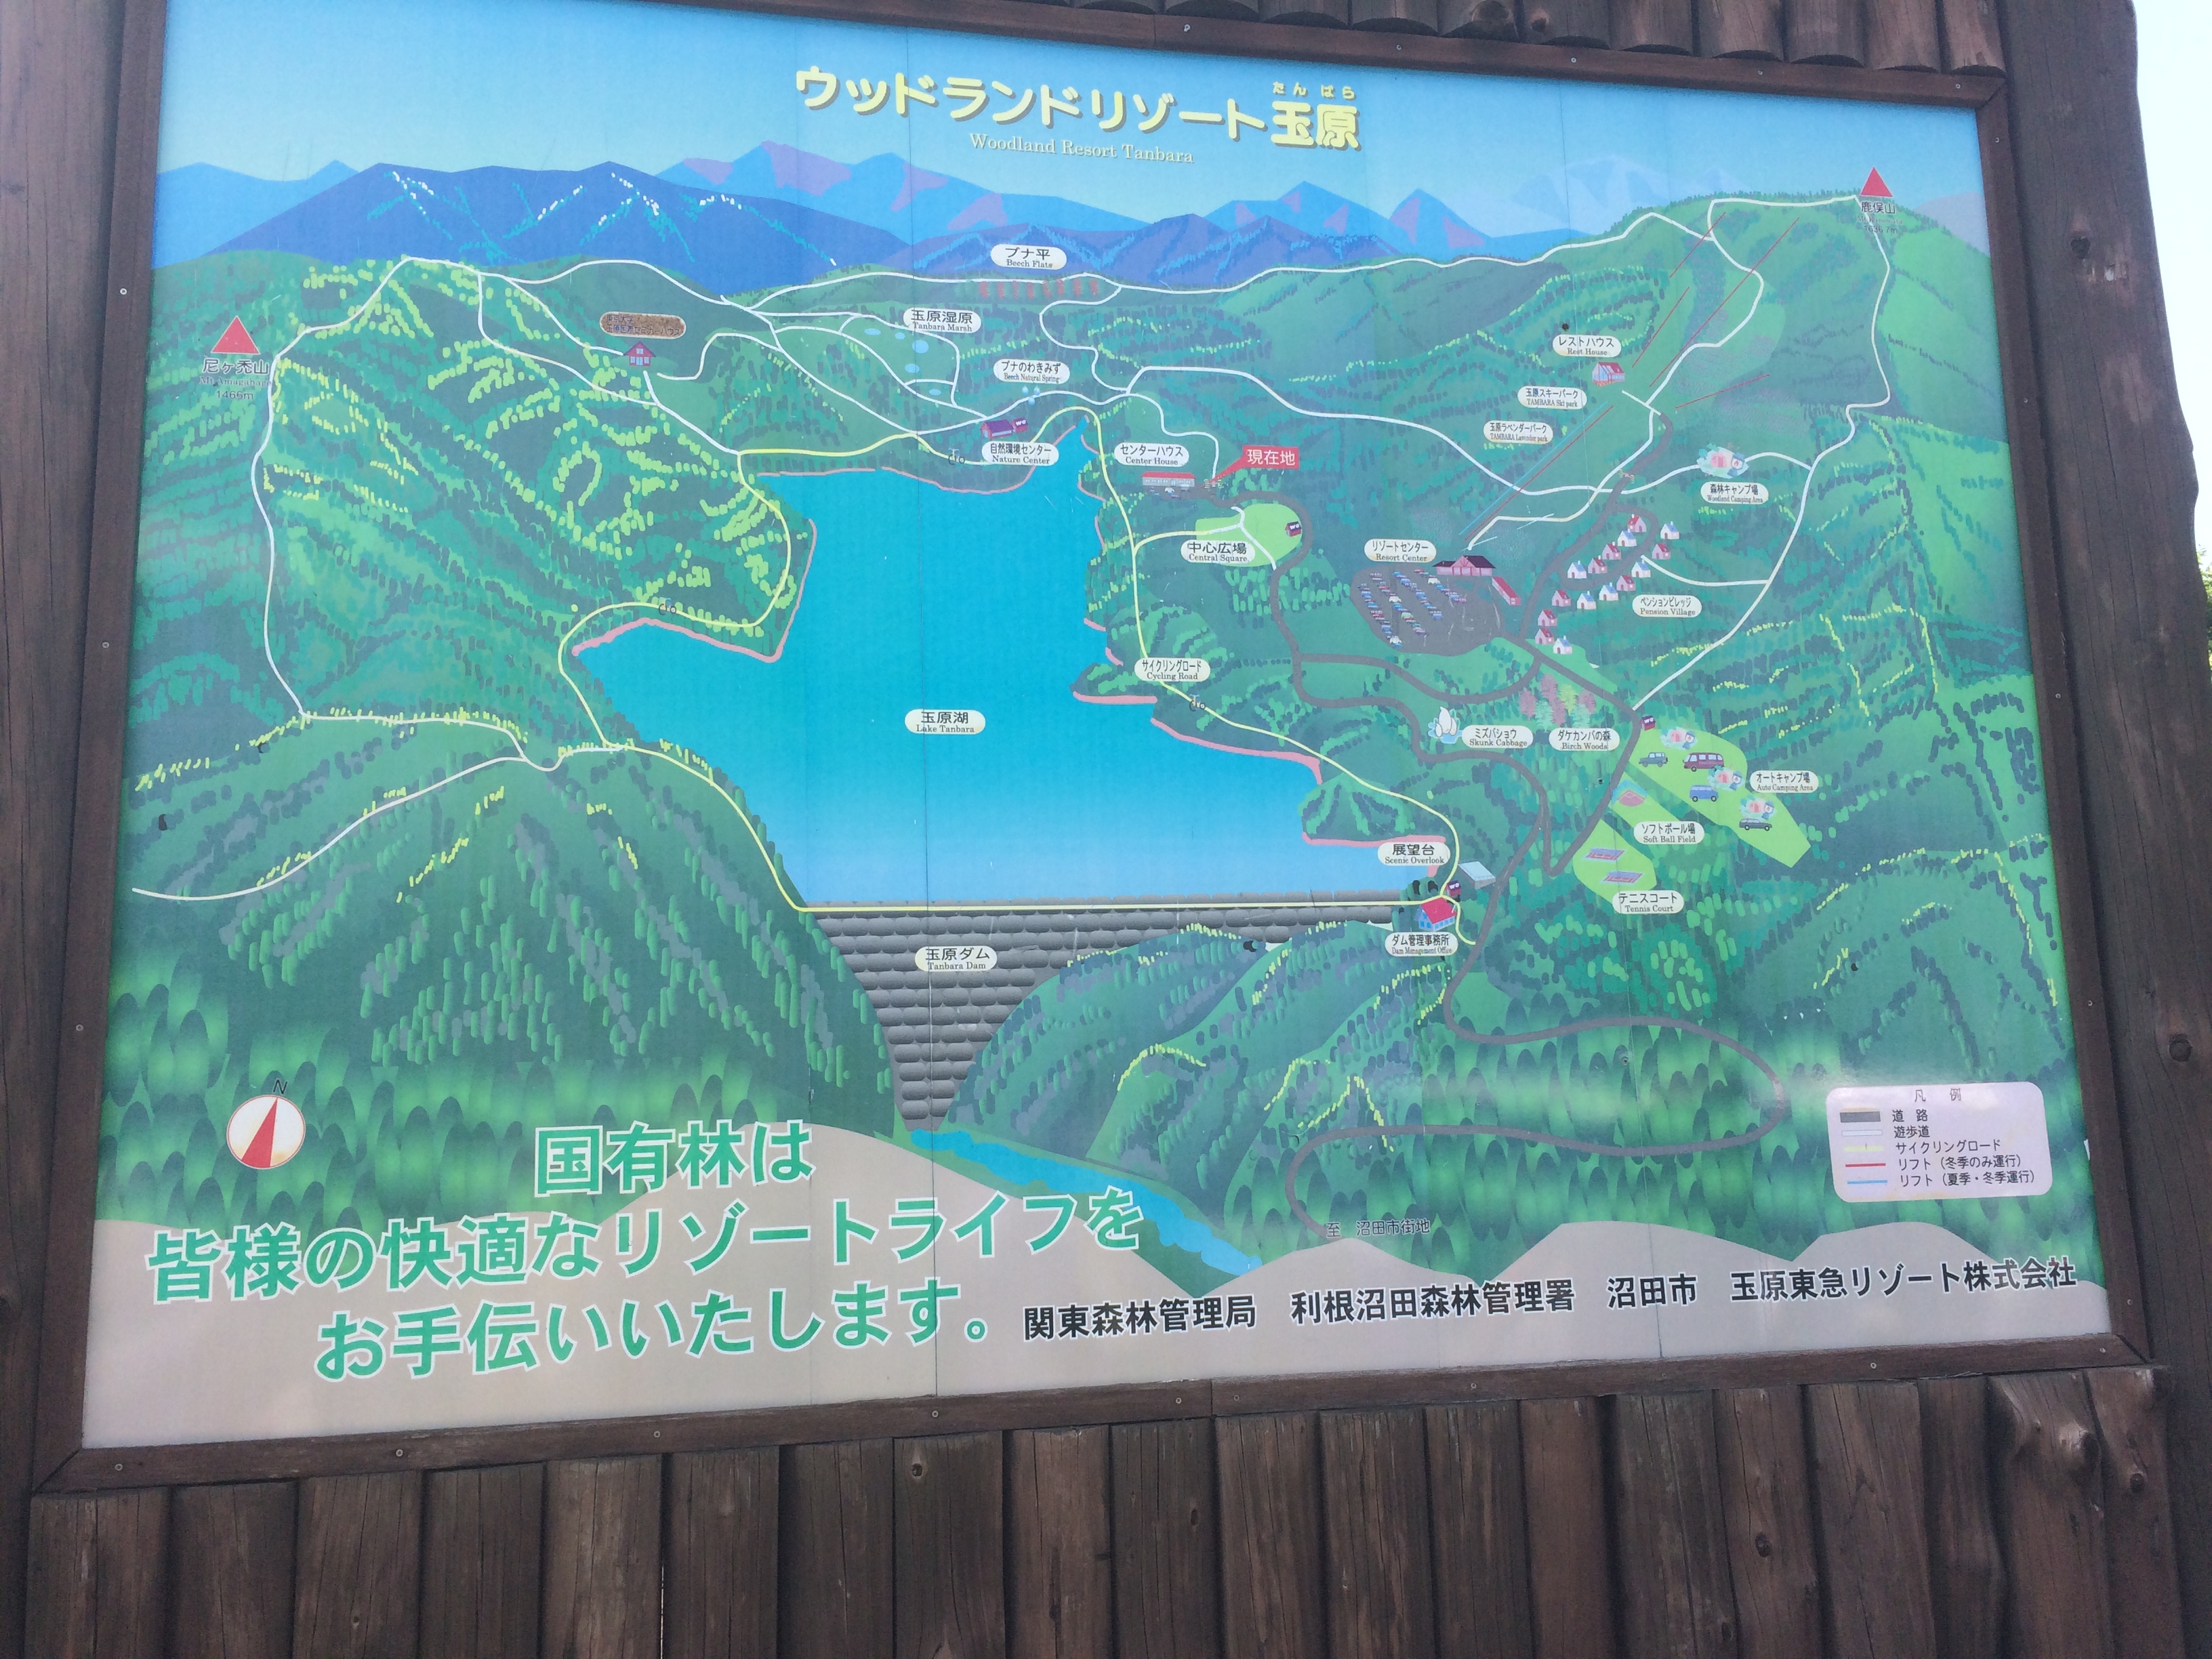 たんばら
ウッドランドリゾート玉原
Woodland Resort Tanbara
鹿俣山
ブナ平
Beech Flats
玉原湿原
Tanbara Marsh
尼ヶ禿山
1466m
ブナのわきみず
Beech Natural Spring
レストハウス
Rest House
玉原スキーパーク
TAMBARA Ski park
玉原ラベンダーパーク
TAMBARA Lavender park
自然環境センター
Nature Center
センターハウス
Center House
現在地
森林キャンプ場
Woodland Camping Area
中心広場
Central Square
リゾートセンター
Resort Center
ペンションビレッジ
Pension Village
サイクリングロード
Cycling Road
玉原湖
Lake Tanbara
ミズバショウ
Skunk Cabbage
ダケカンバの森
Birch Woods
オートキャンプ場
Auto Camping Area
ソフトボール場
Soft Ball Field
展望台
Scenic Overlook
テニスコート
Tennis Court
ダム管理事務所
Dam Management Office
玉原ダム
Tanbara Dam
N
凡 例
道 路
遊歩道
サイクリングロード
リフト（冬季のみ運行）
リフト（夏季・冬季運行）
至 沼田市街地
国有林は
皆様の快適なリゾートライフを
お手伝いいたします。
関東森林管理局 利根沼田森林管理署 沼田市 玉原東急リゾート株式会社